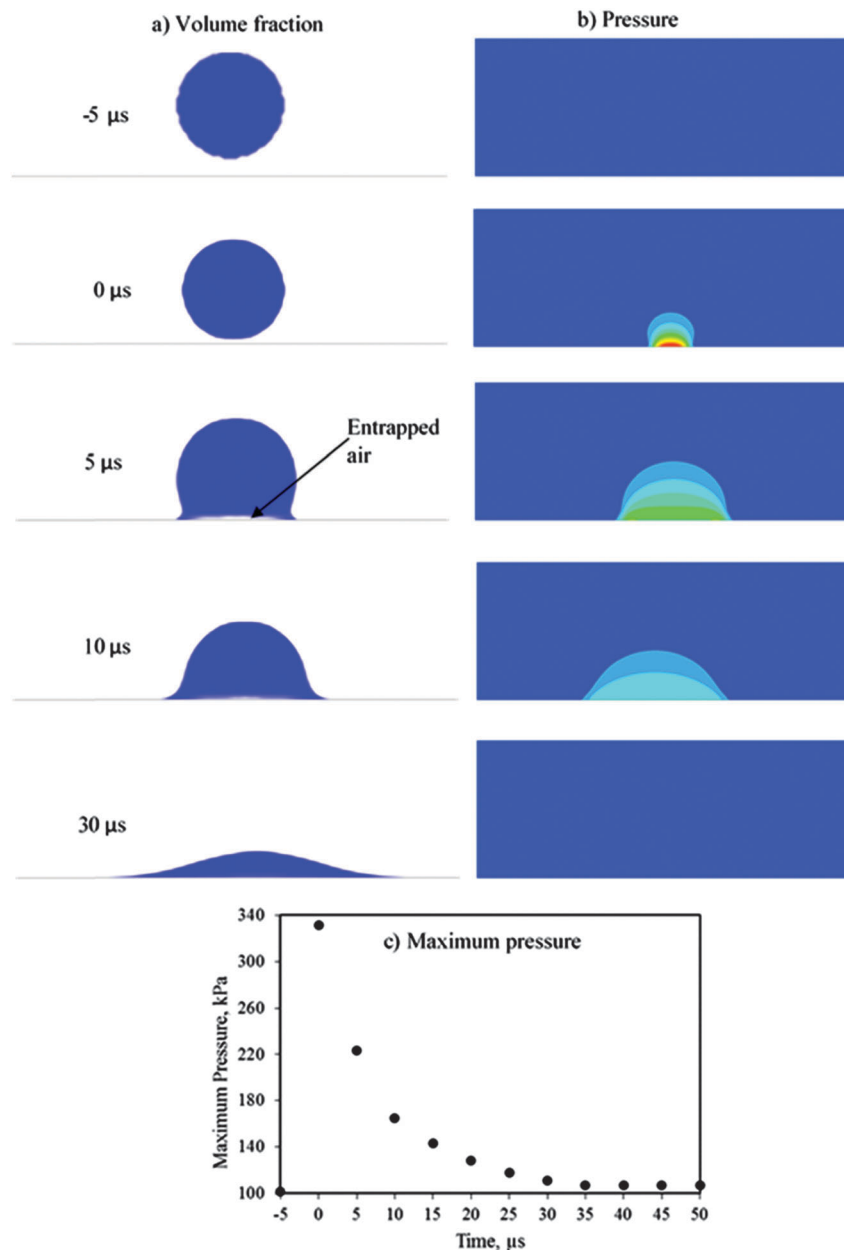 a) Volume fraction
b) Pressure
-5 µs
0 µs
5 µs
Entrapped
air
10 µs
30 µs
c) Maximum pressure
Maximum Pressure, kPa
340
300
260
220
180
140
100
-5 0 5 10 15 20 25 30 35 40 45 50
Time, µs